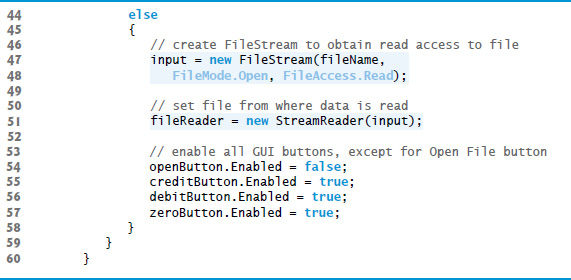 44 else
45 {
46 // create FileStream to obtain read access to file
47 input = new FileStream(fileName,
48 FileMode.Open, FileAccess.Read);
49
50 // set file from where data is read
51 fileReader = new StreamReader(input);
52
53 // enable all GUI buttons, except for Open File button
54 openButton.Enabled = false;
55 creditButton.Enabled = true;
56 debitButton.Enabled = true;
57 zeroButton.Enabled = true;
58 }
59 }
60 }